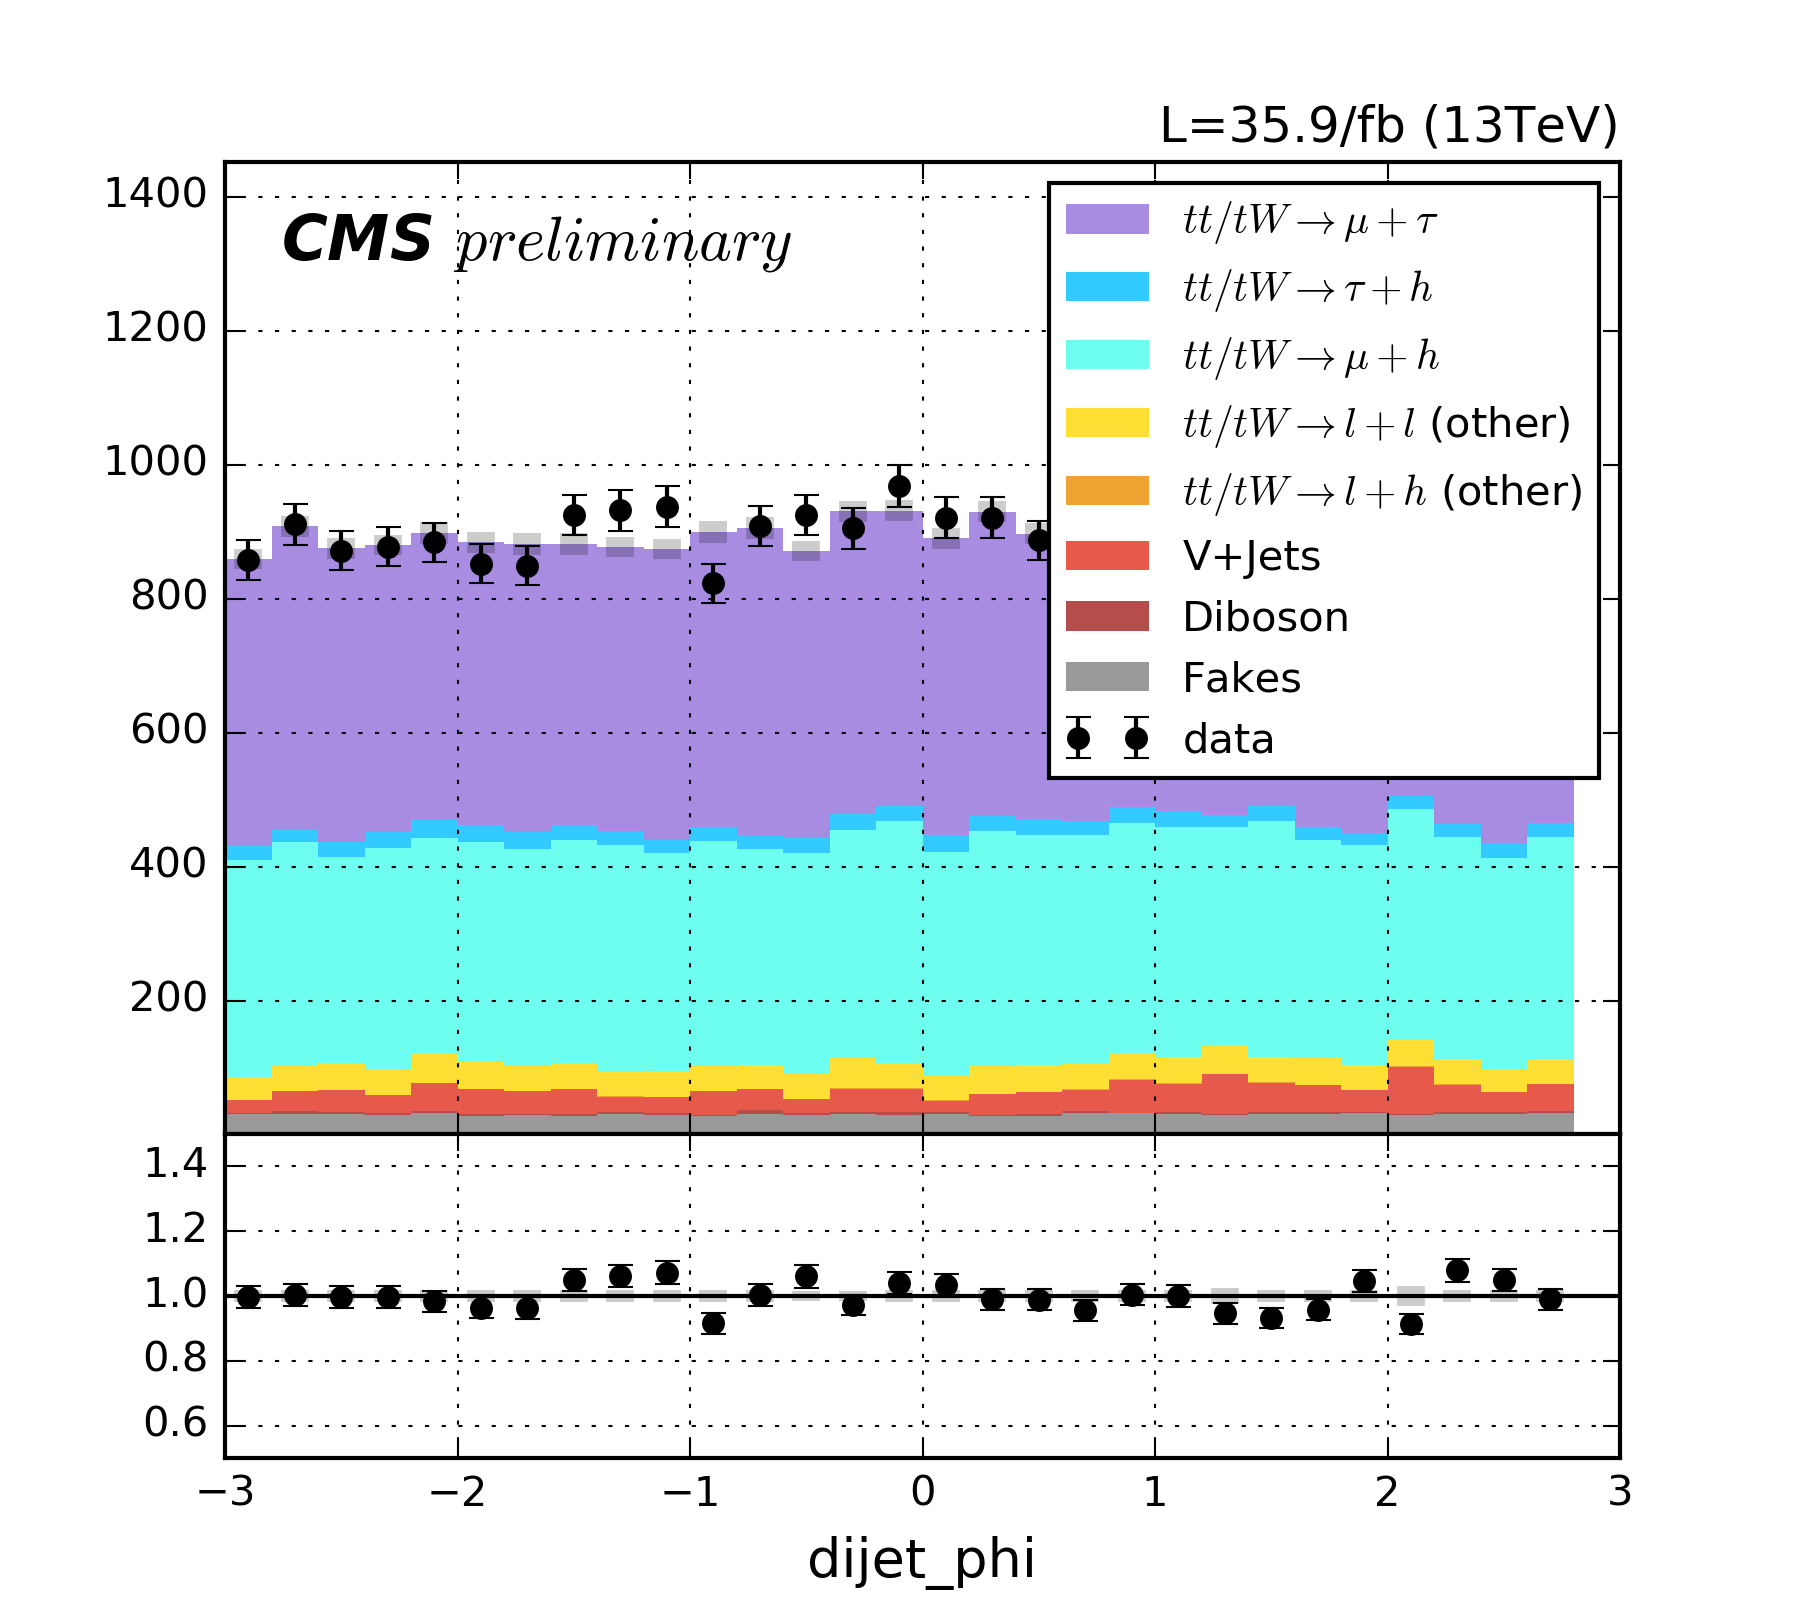 L=35.9/fb (13TeV)
CMS preliminary
1400
1200
1000
800
600
400
200
tt/tW→μ+τ
tt/tW→τ+h
tt/tW→μ+h
tt/tW→l+l (other)
tt/tW→l+h (other)
V+Jets
Diboson
Fakes
data
1.4
1.2
1.0
0.8
0.6
−3 −2 −1 0 1 2 3
dijet_phi